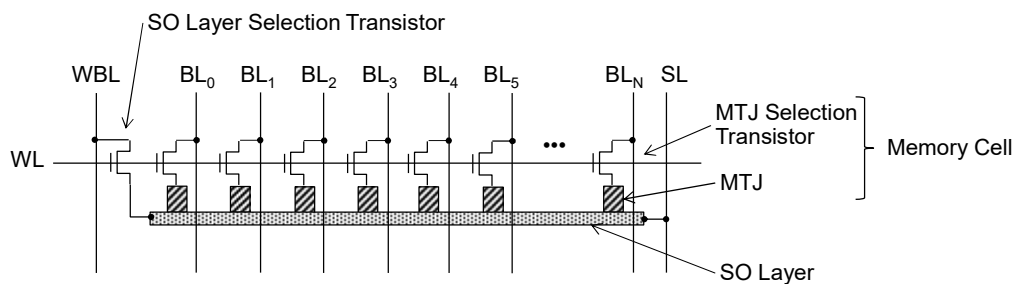 SO Layer Selection Transistor
WBL BL0 BL1 BL2 BL3 BL4 BL5 BLN SL
MTJ Selection
Transistor
Memory Cell
WL
MTJ
SO Layer